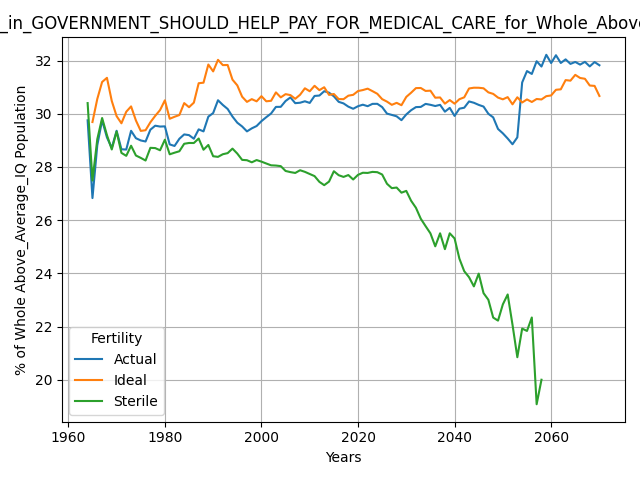 _in_GOVERNMENT_SHOULD_HELP_PAY_FOR_MEDICAL_CARE_for_Whole_Above
% of Whole Above_Average_IQ Population
32
30
28
26
24
22
20
Fertility
Actual
Ideal
Sterile
1960
1980
2000
2020
2040
2060
Years